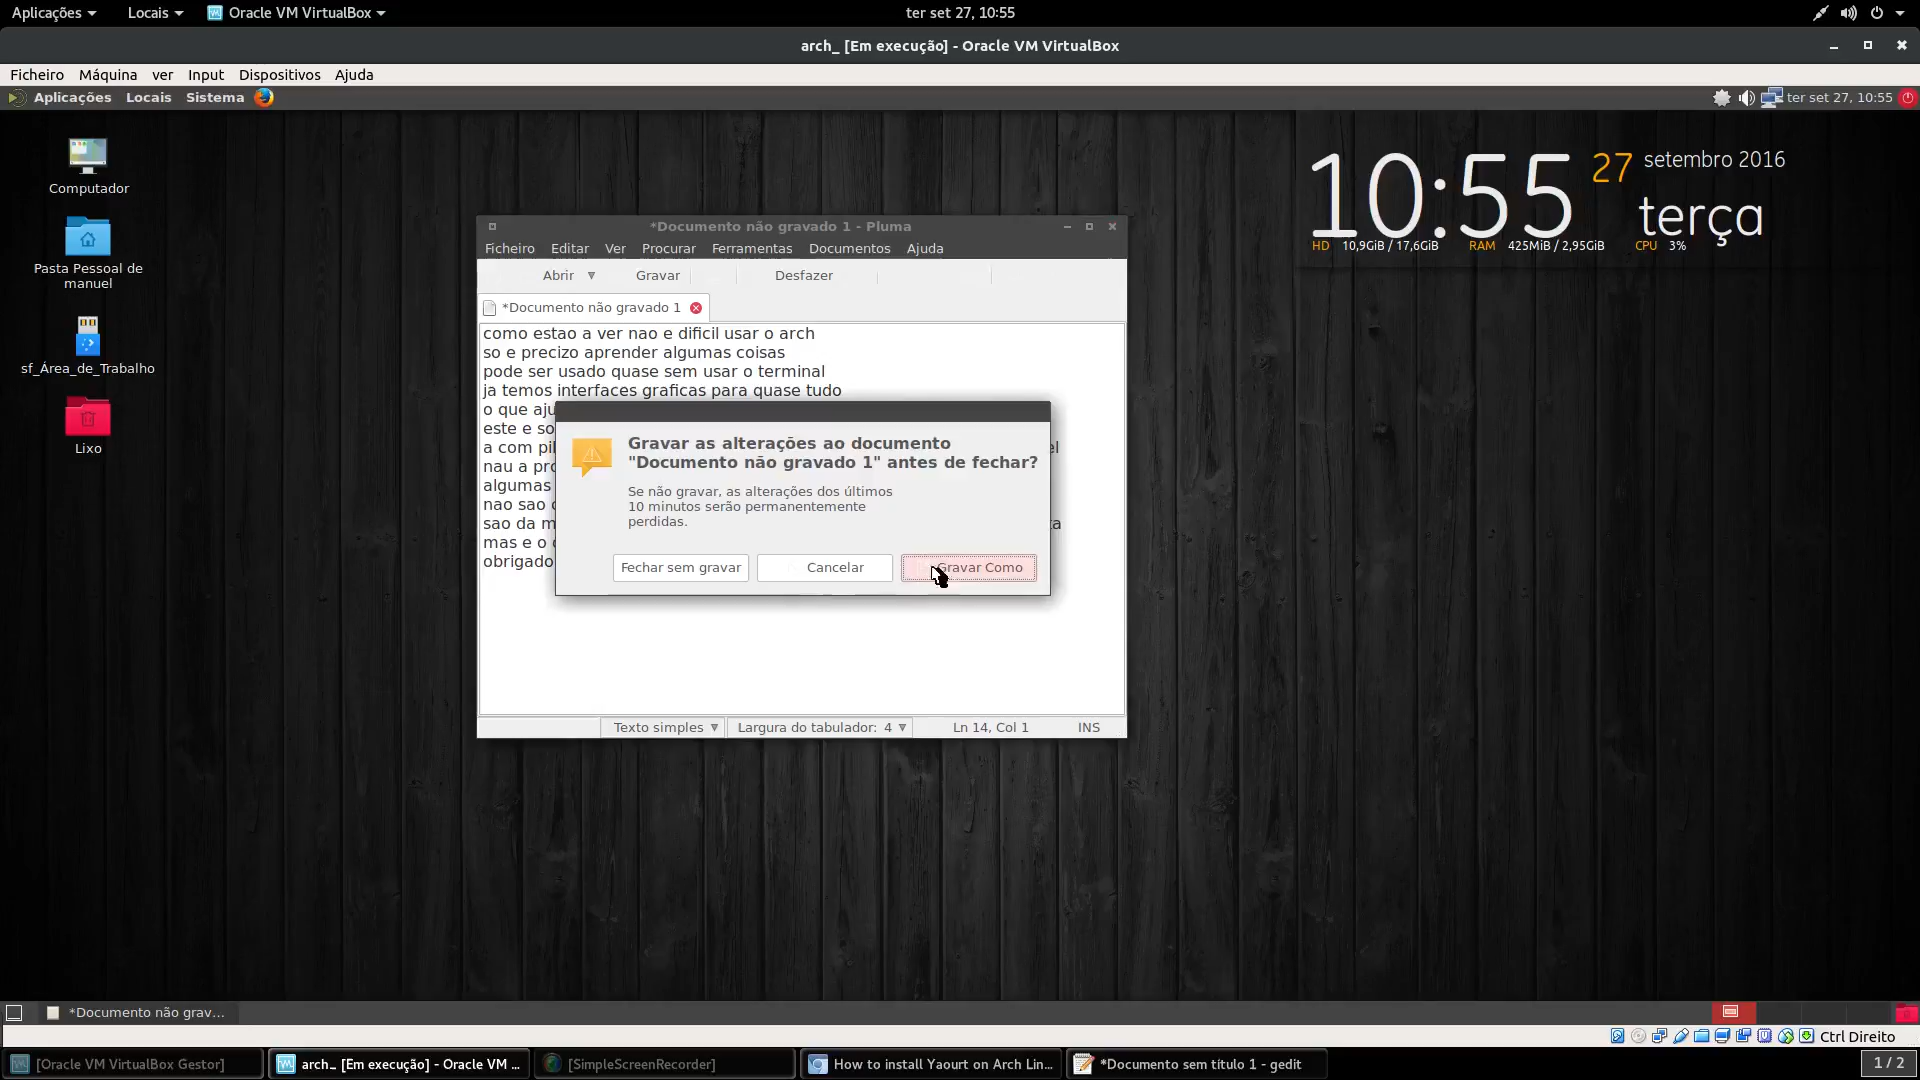 Aplicações Locais Oracle VM VirtualBox ter set 27, 10:55
arch_ [Em execução] - Oracle VM VirtualBox
Ficheiro Máquina ver Input Dispositivos Ajuda
Aplicações Locais Sistema ter set 27, 10:55
Computador
Pasta Pessoal de
manuel
sf_Área_de_Trabalho
Lixo
10:55 27 setembro 2016
terça
HD 10,9GiB / 17,6GiB RAM 425MiB / 2,95GiB CPU 3%
*Documento não gravado 1 - Pluma
Ficheiro Editar Ver Procurar Ferramentas Documentos Ajuda
Abrir Gravar Desfazer
*Documento não gravado 1
como estao a ver nao e dificil usar o arch
so e precizo aprender algumas coisas
pode ser usado quase sem usar o terminal
ja temos interfaces graficas para quase tudo
o que aju
este e so
a com pil el
nau a pro
algumas
nao sao
sao da m ta
mas e o
obrigado
Gravar as alterações ao documento
"Documento não gravado 1" antes de fechar?
Se não gravar, as alterações dos últimos
10 minutos serão permanentemente
perdidas.
Fechar sem gravar Cancelar Gravar Como
Texto simples Largura do tabulador: 4 Ln 14, Col 1 INS
*Documento não grav...
Ctrl Direito
[Oracle VM VirtualBox Gestor] arch_ [Em execução] - Oracle VM ... [SimpleScreenRecorder] How to install Yaourt on Arch Lin... *Documento sem título 1 - gedit 1 / 2